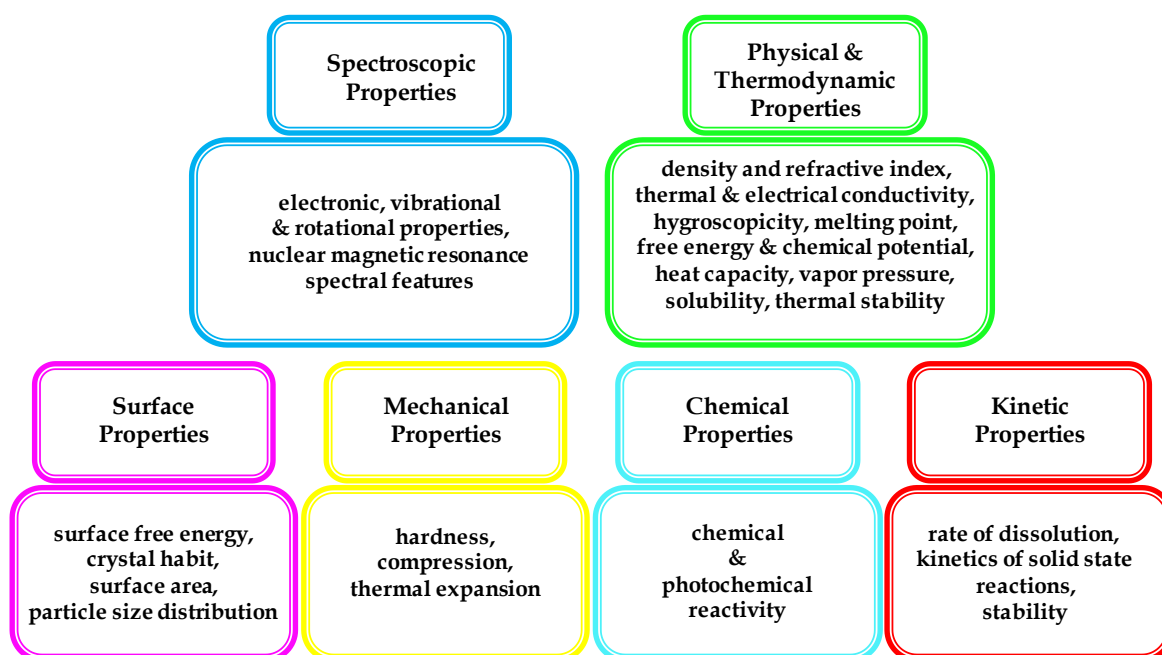 Spectroscopic
Properties
Physical &
Thermodynamic
Properties
electronic, vibrational
& rotational properties,
nuclear magnetic resonance
spectral features
density and refractive index,
thermal & electrical conductivity,
hygroscopicity, melting point,
free energy & chemical potential,
heat capacity, vapor pressure,
solubility, thermal stability
Surface
Properties
Mechanical
Properties
Chemical
Properties
Kinetic
Properties
surface free energy,
crystal habit,
surface area,
particle size distribution
hardness,
compression,
thermal expansion
chemical
&
photochemical
reactivity
rate of dissolution,
kinetics of solid state
reactions,
stability